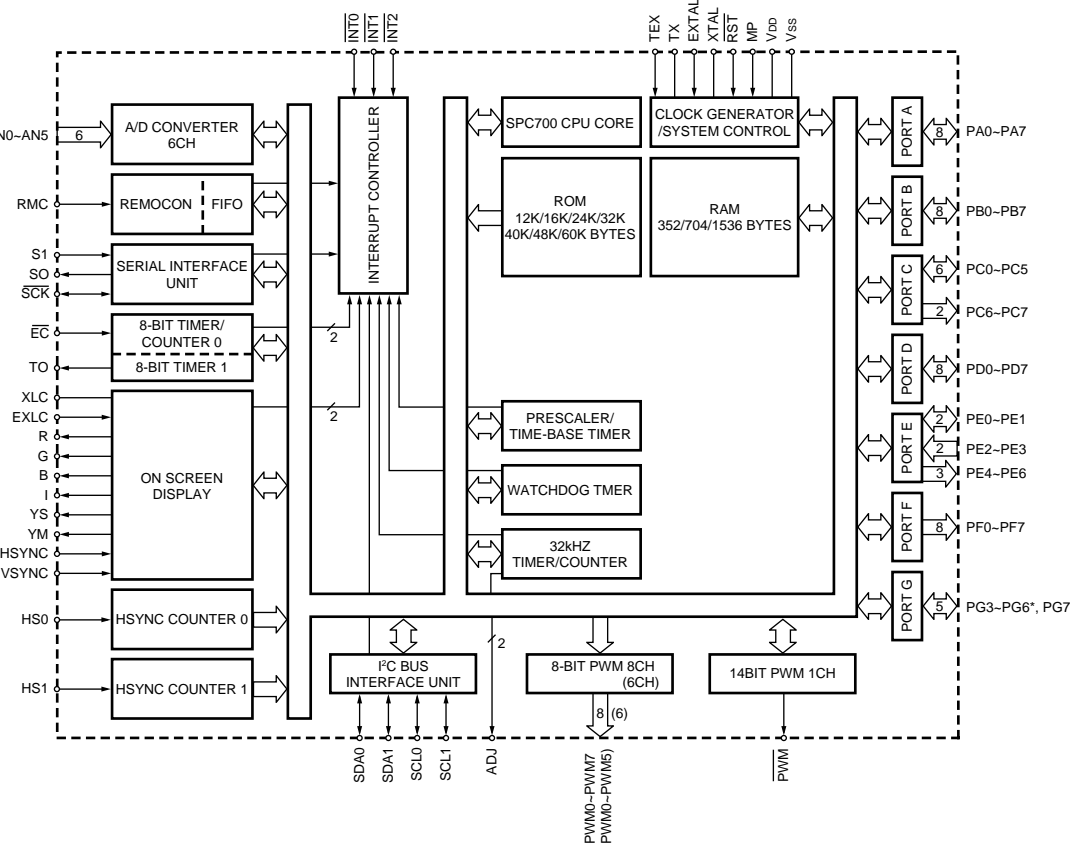 INT0
INT1
INT2
TEX
TX
EXTAL
XTAL
RST
MP
VDD
VSS
N0~AN5
6
A/D CONVERTER
6CH
INTERRUPT CONTROLLER
SPC700 CPU CORE
CLOCK GENERATOR
/SYSTEM CONTROL
PORT A
8
PA0~PA7
RMC
REMOCON
FIFO
ROM
12K/16K/24K/32K
40K/48K/60K BYTES
RAM
352/704/1536 BYTES
PORT B
8
PB0~PB7
S1
SO
SCK
SERIAL INTERFACE
UNIT
PORT C
6
PC0~PC5
2
PC6~PC7
EC
TO
8-BIT TIMER/
COUNTER 0
8-BIT TIMER 1
2
PORT D
8
PD0~PD7
XLC
EXLC
R
G
B
I
YS
YM
HSYNC
VSYNC
ON SCREEN
DISPLAY
2
PRESCALER/
TIME-BASE TIMER
WATCHDOG TMER
32kHZ
TIMER/COUNTER
PORT E
2
PE0~PE1
2
PE2~PE3
3
PE4~PE6
PORT F
8
PF0~PF7
PORT G
5
PG3~PG6*, PG7
HS0
HSYNC COUNTER 0
HS1
HSYNC COUNTER 1
I²C BUS
INTERFACE UNIT
2
8-BIT PWM 8CH
(6CH)
14BIT PWM 1CH
8 (6)
SDA0
SDA1
SCL0
SCL1
ADJ
PWM0~PWM7
PWM0~PWM5)
PWM